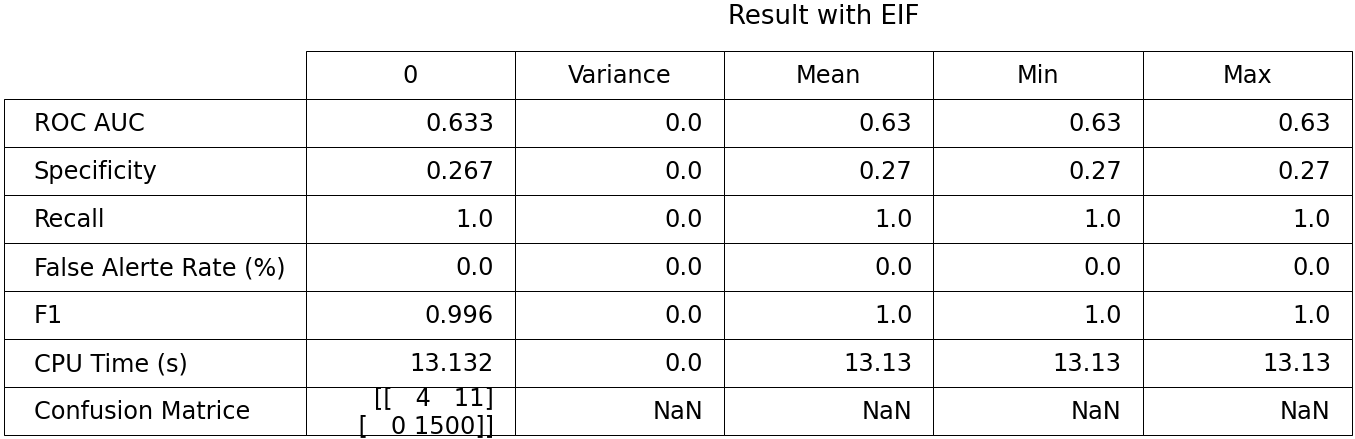 Result with EIF
0 Variance Mean Min Max
ROC AUC 0.633 0.0 0.63 0.63 0.63
Specificity 0.267 0.0 0.27 0.27 0.27
Recall 1.0 0.0 1.0 1.0 1.0
False Alerte Rate (%) 0.0 0.0 0.0 0.0 0.0
F1 0.996 0.0 1.0 1.0 1.0
CPU Time (s) 13.132 0.0 13.13 13.13 13.13
Confusion Matrice [[ 4 11]
[ 0 1500]] NaN NaN NaN NaN